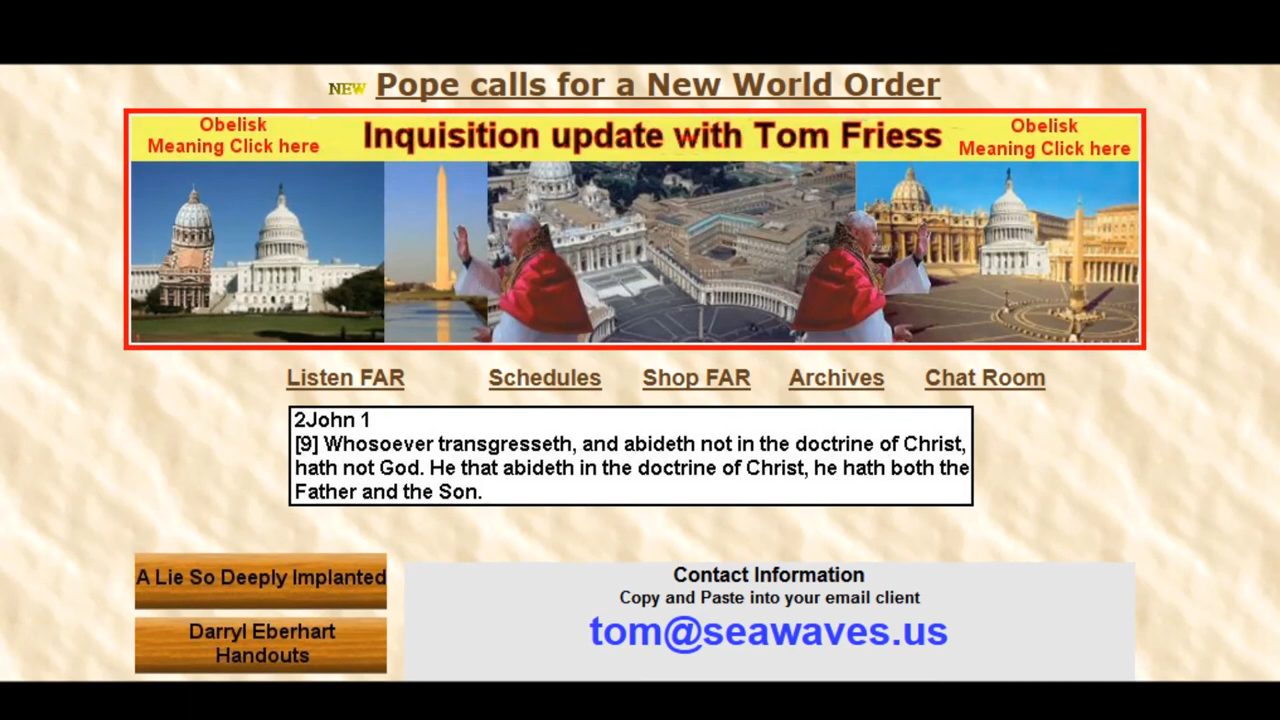 NEW Pope calls for a New World Order
Obelisk
Meaning Click here
Inquisition update with Tom Friess
Obelisk
Meaning Click here
Listen FAR Schedules Shop FAR Archives Chat Room
2John 1
[9] Whosoever transgresseth, and abideth not in the doctrine of Christ,
hath not God. He that abideth in the doctrine of Christ, he hath both the
Father and the Son.
A Lie So Deeply Implanted
Darryl Eberhart
Handouts
Contact Information
Copy and Paste into your email client
tom@seawaves.us